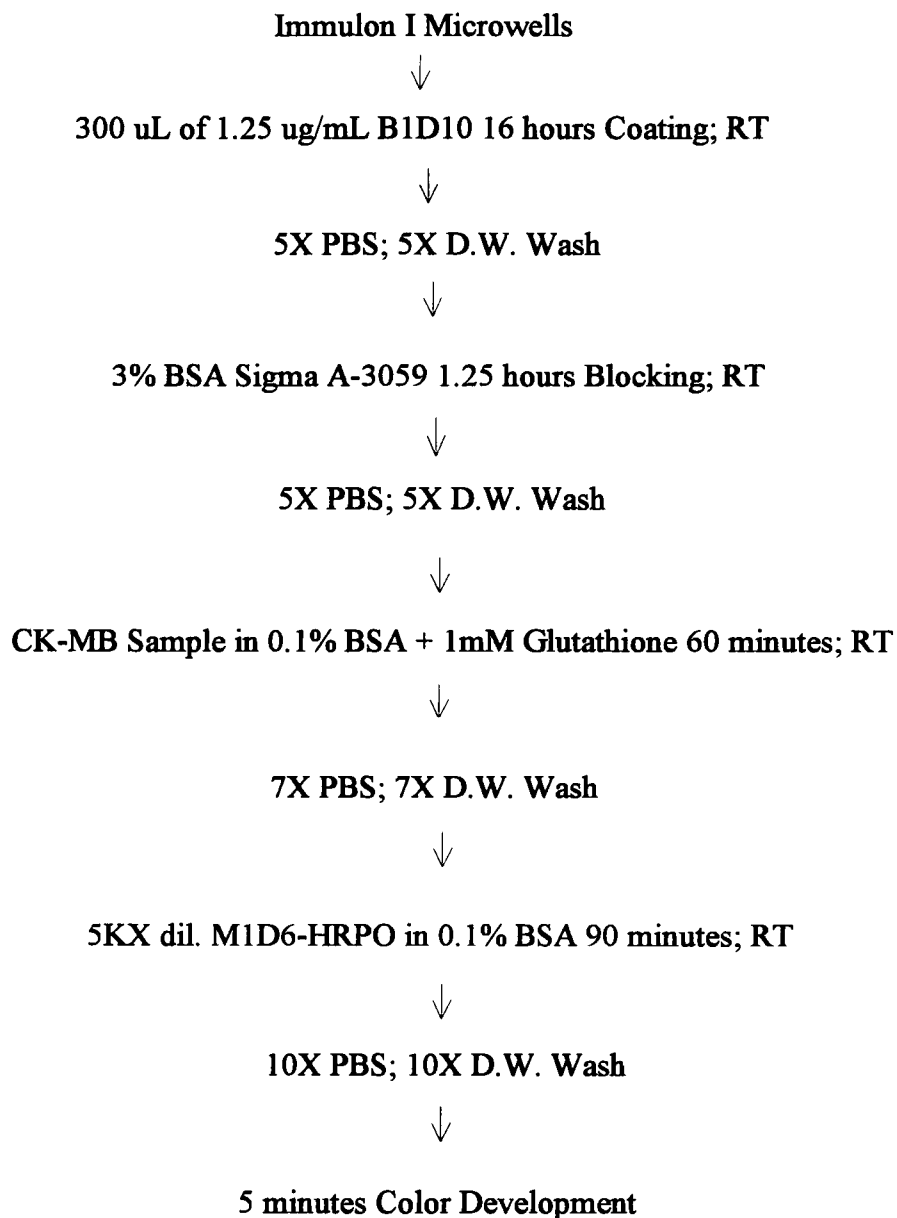 Immulon I Microwells
↓
300 uL of 1.25 ug/mL B1D10 16 hours Coating; RT
↓
5X PBS; 5X D.W. Wash
↓
3% BSA Sigma A-3059 1.25 hours Blocking; RT
↓
5X PBS; 5X D.W. Wash
↓
CK-MB Sample in 0.1% BSA + 1mM Glutathione 60 minutes; RT
↓
7X PBS; 7X D.W. Wash
↓
5KX dil. M1D6-HRPO in 0.1% BSA 90 minutes; RT
↓
10X PBS; 10X D.W. Wash
↓
5 minutes Color Development